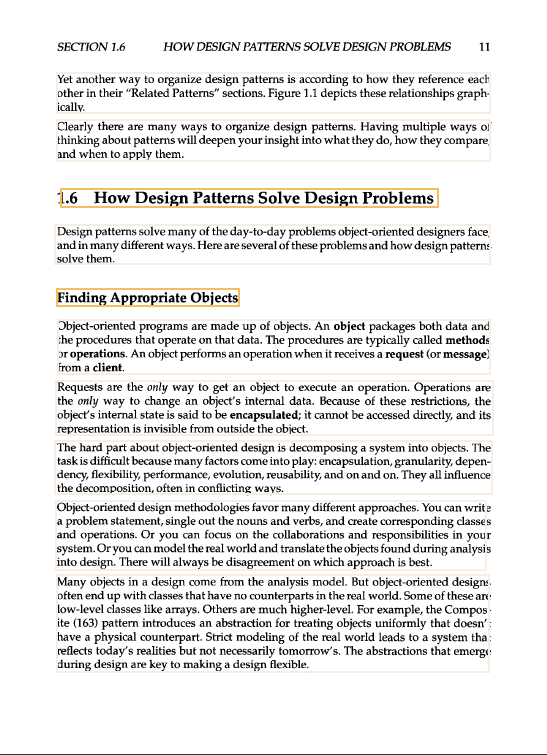 SECTION 1.6 HOW DESIGN PATTERNS SOLVE DESIGN PROBLEMS 11
Yet another way to organize design patterns is according to how they reference each
other in their "Related Patterns" sections. Figure 1.1 depicts these relationships graph-
ically.
Clearly there are many ways to organize design patterns. Having multiple ways of
thinking about patterns will deepen your insight into what they do, how they compare,
and when to apply them.
1.6 How Design Patterns Solve Design Problems
Design patterns solve many of the day-to-day problems object-oriented designers face,
and in many different ways. Here are several of these problems and how design patterns
solve them.
Finding Appropriate Objects
Object-oriented programs are made up of objects. An object packages both data and
the procedures that operate on that data. The procedures are typically called methods
or operations. An object performs an operation when it receives a request (or message)
from a client.
Requests are the only way to get an object to execute an operation. Operations are
the only way to change an object's internal data. Because of these restrictions, the
object's internal state is said to be encapsulated; it cannot be accessed directly, and its
representation is invisible from outside the object.
The hard part about object-oriented design is decomposing a system into objects. The
task is difficult because many factors come into play: encapsulation, granularity, depen-
dency, flexibility, performance, evolution, reusability, and on and on. They all influence
the decomposition, often in conflicting ways.
Object-oriented design methodologies favor many different approaches. You can write
a problem statement, single out the nouns and verbs, and create corresponding classes
and operations. Or you can focus on the collaborations and responsibilities in your
system. Or you can model the real world and translate the objects found during analysis
into design. There will always be disagreement on which approach is best.
Many objects in a design come from the analysis model. But object-oriented designs
often end up with classes that have no counterparts in the real world. Some of these are
low-level classes like arrays. Others are much higher-level. For example, the Compos-
ite (163) pattern introduces an abstraction for treating objects uniformly that doesn't
have a physical counterpart. Strict modeling of the real world leads to a system that
reflects today's realities but not necessarily tomorrow's. The abstractions that emerge
during design are key to making a design flexible.